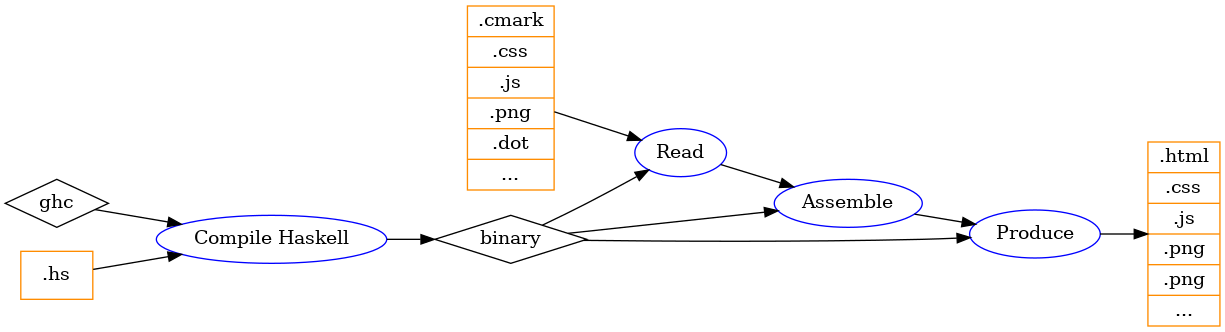 .cmark
.css
.js
.png
.dot
...
Read
ghc
.hs
Compile Haskell
binary
Assemble
Produce
.html
.css
.js
.png
.png
...